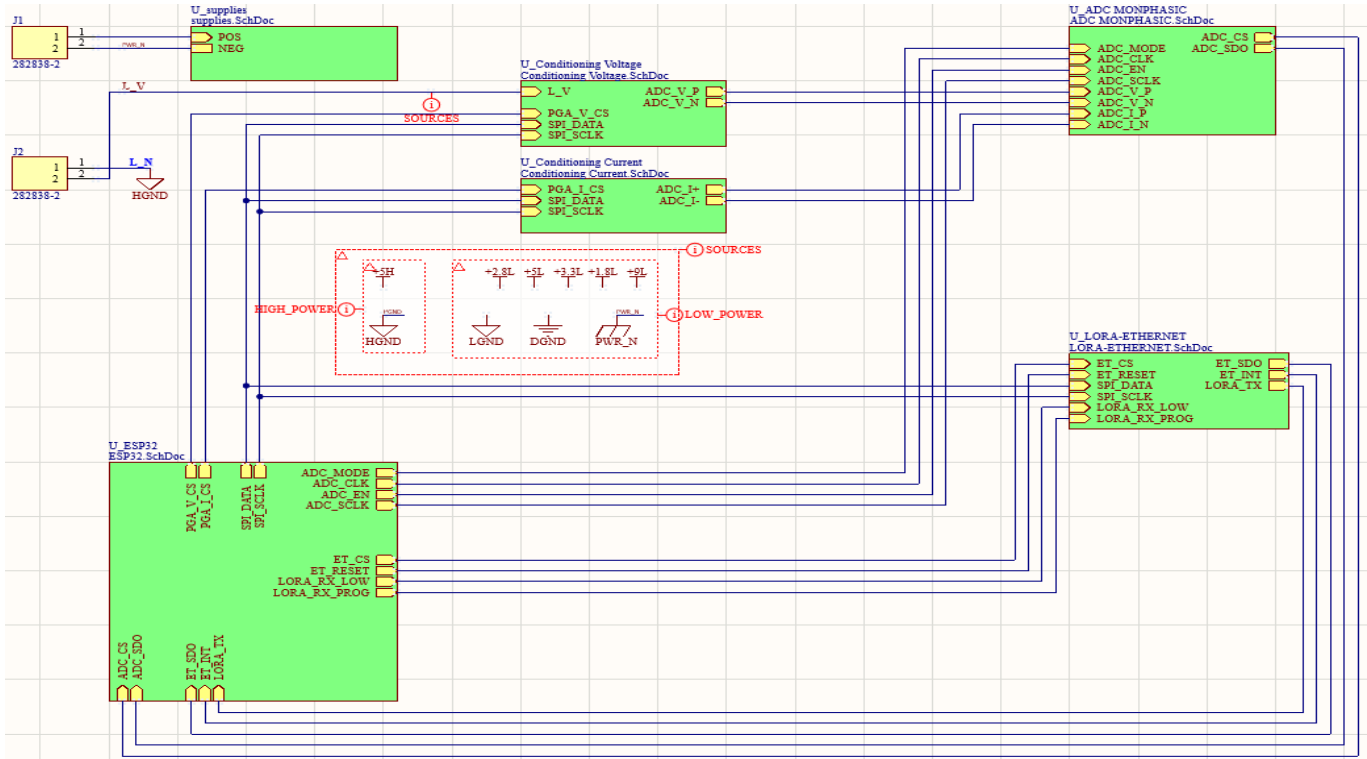 J1
1
2
1
2
PWR_N
282838-2
U_supplies
supplies.SchDoc
POS
NEG
L_V
J2
1
2
1
2
L_N
HGND
282838-2
SOURCES
U_Conditioning Voltage
Conditioning Voltage.SchDoc
L_V
PGA_V_CS
SPI_DATA
SPI_SCLK
ADC_V_P
ADC_V_N
U_Conditioning Current
Conditioning Current.SchDoc
PGA_I_CS
SPI_DATA
SPI_SCLK
ADC_I+
ADC_I-
U_ADC MONPHASIC
ADC MONPHASIC.SchDoc
ADC_MODE
ADC_CLK
ADC_EN
ADC_SCLK
ADC_V_P
ADC_V_N
ADC_I_P
ADC_I_N
ADC_CS
ADC_SDO
SOURCES
HIGH_POWER
+5H
HGND
HGND
+2.8L
+5L
+3.3L
+1.8L
+9L
PWR_N
LGND
DGND
PWR_N
LOW_POWER
U_LORA-ETHERNET
LORA-ETHERNET.SchDoc
ET_CS
ET_RESET
SPI_DATA
SPI_SCLK
LORA_RX_LOW
LORA_RX_PROG
ET_SDO
ET_INT
LORA_TX
U_ESP32
ESP32.SchDoc
PGA_V_CS
PGA_I_CS
SPI_DATA
SPI_SCLK
ADC_MODE
ADC_CLK
ADC_EN
ADC_SCLK
ET_CS
ET_RESET
LORA_RX_LOW
LORA_RX_PROG
ADC_CS
ADC_SDO
ET_SDO
ET_INT
LORA_TX